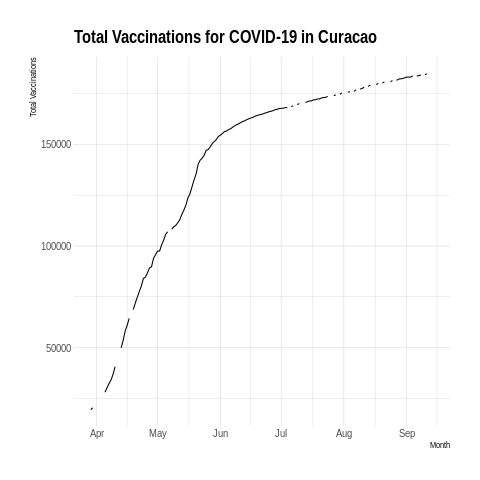 Total Vaccinations for COVID-19 in Curacao
Total Vaccinations
150000
100000
50000
Apr May Jun Jul Aug Sep
Month